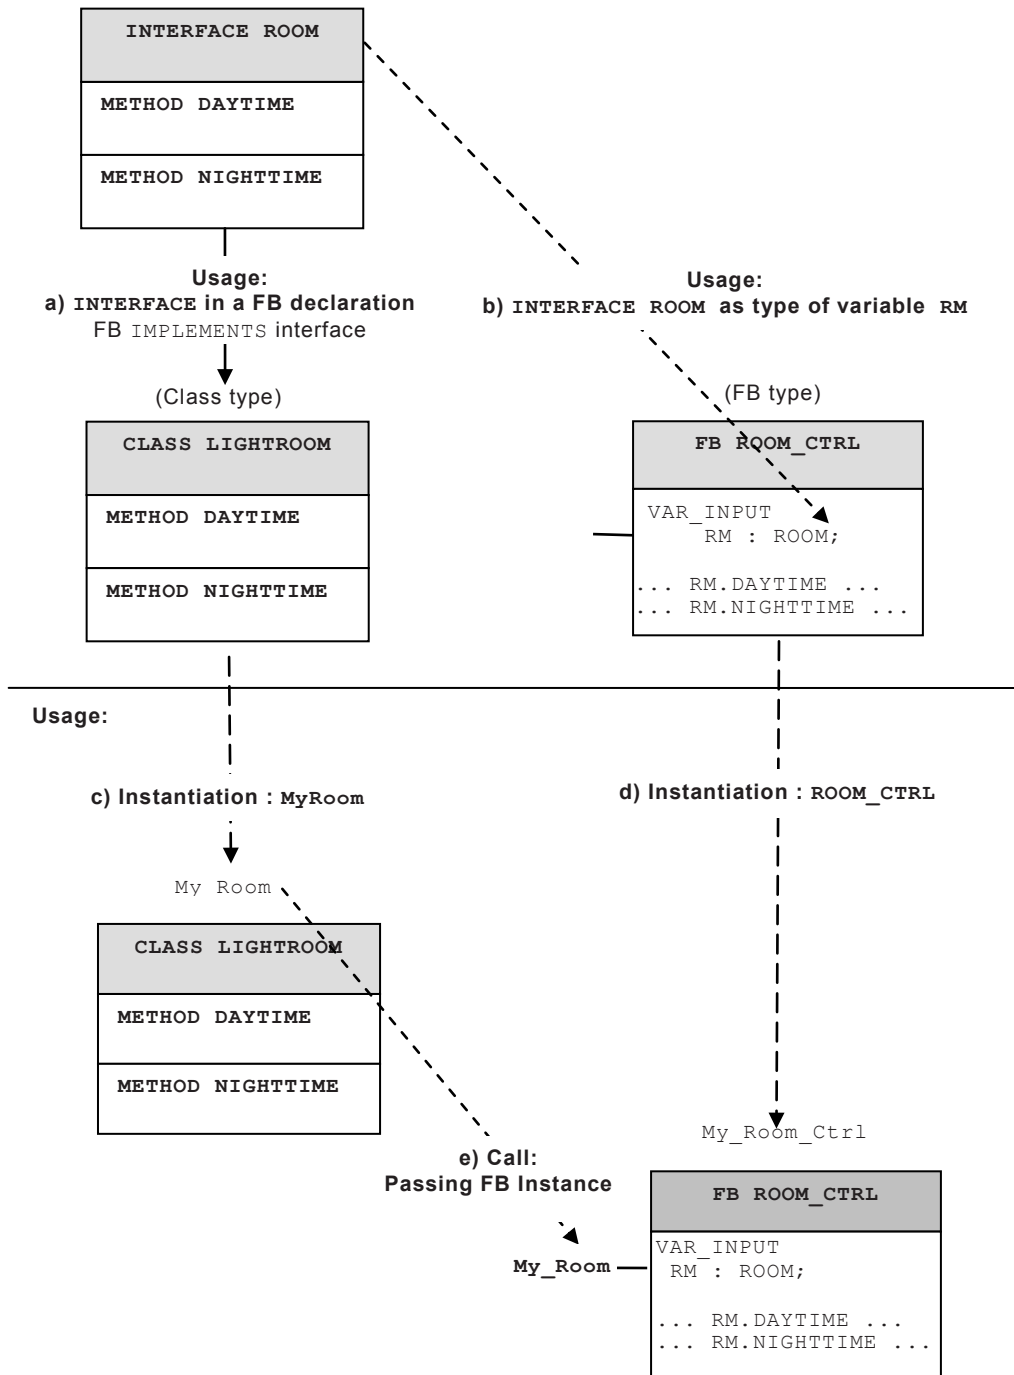 INTERFACE ROOM
METHOD DAYTIME
METHOD NIGHTTIME
Usage:
a) INTERFACE in a FB declaration
FB IMPLEMENTS interface
Usage:
b) INTERFACE ROOM as type of variable RM
(Class type)
CLASS LIGHTROOM
METHOD DAYTIME
METHOD NIGHTTIME
(FB type)
FB ROOM_CTRL
VAR_INPUT
RM : ROOM;
... RM.DAYTIME ...
... RM.NIGHTTIME ...
Usage:
c) Instantiation : MyRoom
d) Instantiation : ROOM_CTRL
My Room
CLASS LIGHTROOM
METHOD DAYTIME
METHOD NIGHTTIME
e) Call:
Passing FB Instance
My_Room
My_Room_Ctrl
FB ROOM_CTRL
VAR_INPUT
RM : ROOM;
... RM.DAYTIME ...
... RM.NIGHTTIME ...